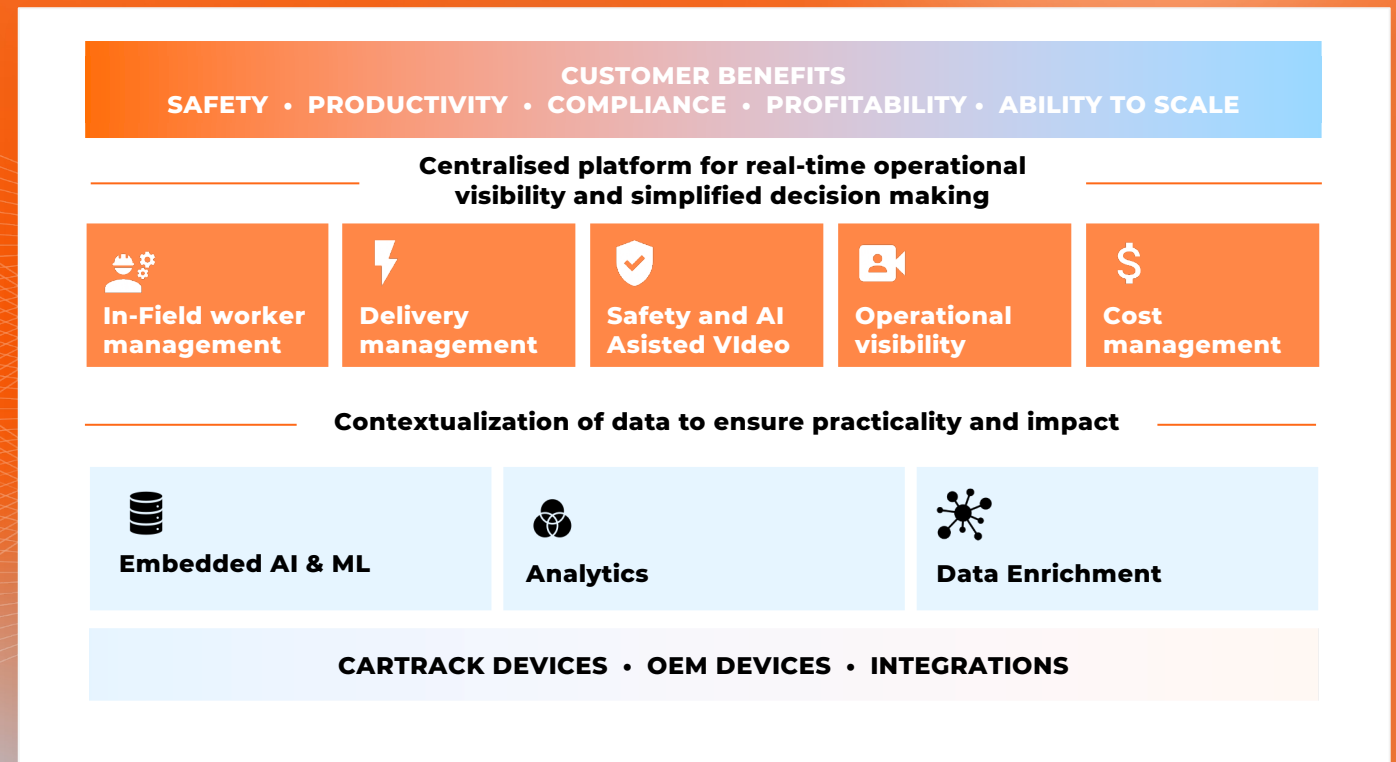 CUSTOMER BENEFITS
SAFETY • PRODUCTIVITY • COMPLIANCE • PROFITABILITY • ABILITY TO SCALE
Centralised platform for real-time operational
visibility and simplified decision making
In-Field worker
management
Delivery
management
Safety and AI
Asisted VIdeo
Operational
visibility
Cost
management
Contextualization of data to ensure practicality and impact
Embedded AI & ML
Analytics
Data Enrichment
CARTRACK DEVICES • OEM DEVICES • INTEGRATIONS